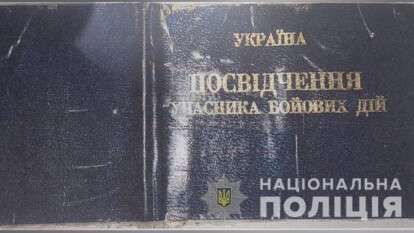 УКРАЇНА
ПОСВІДЧЕННЯ
УЧАСНИКА БОЙОВИХ ДІЙ
НАЦІОНАЛЬНА
ПОЛІЦІЯ